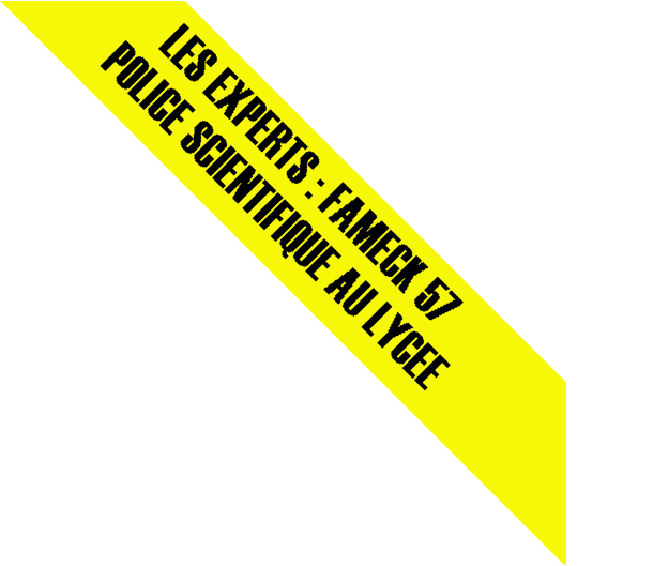 LES EXPERTS : FAMECK 57
POLICE SCIENTIFIQUE AU LYCEE